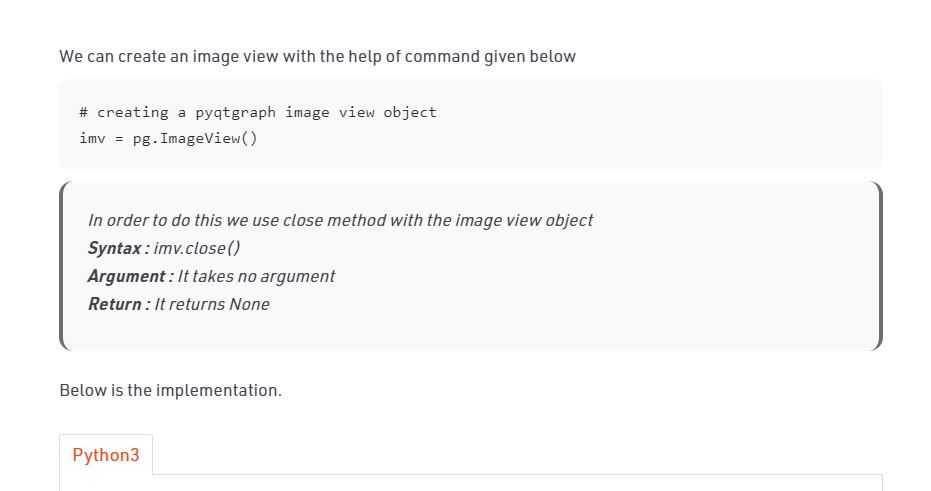 We can create an image view with the help of command given below
# creating a pyqtgraph image view object
imv = pg.ImageView()
In order to do this we use close method with the image view object
Syntax : imv.close()
Argument : It takes no argument
Return : It returns None
Below is the implementation.
Python3